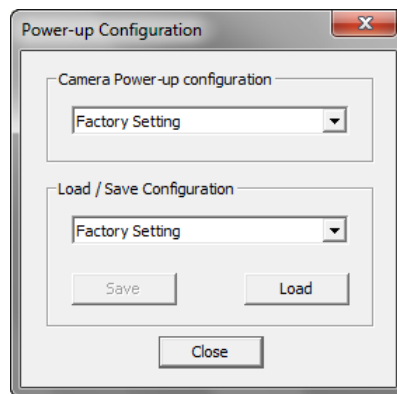 Power-up Configuration
Camera Power-up configuration
Factory Setting
Load / Save Configuration
Factory Setting
Save Load
Close